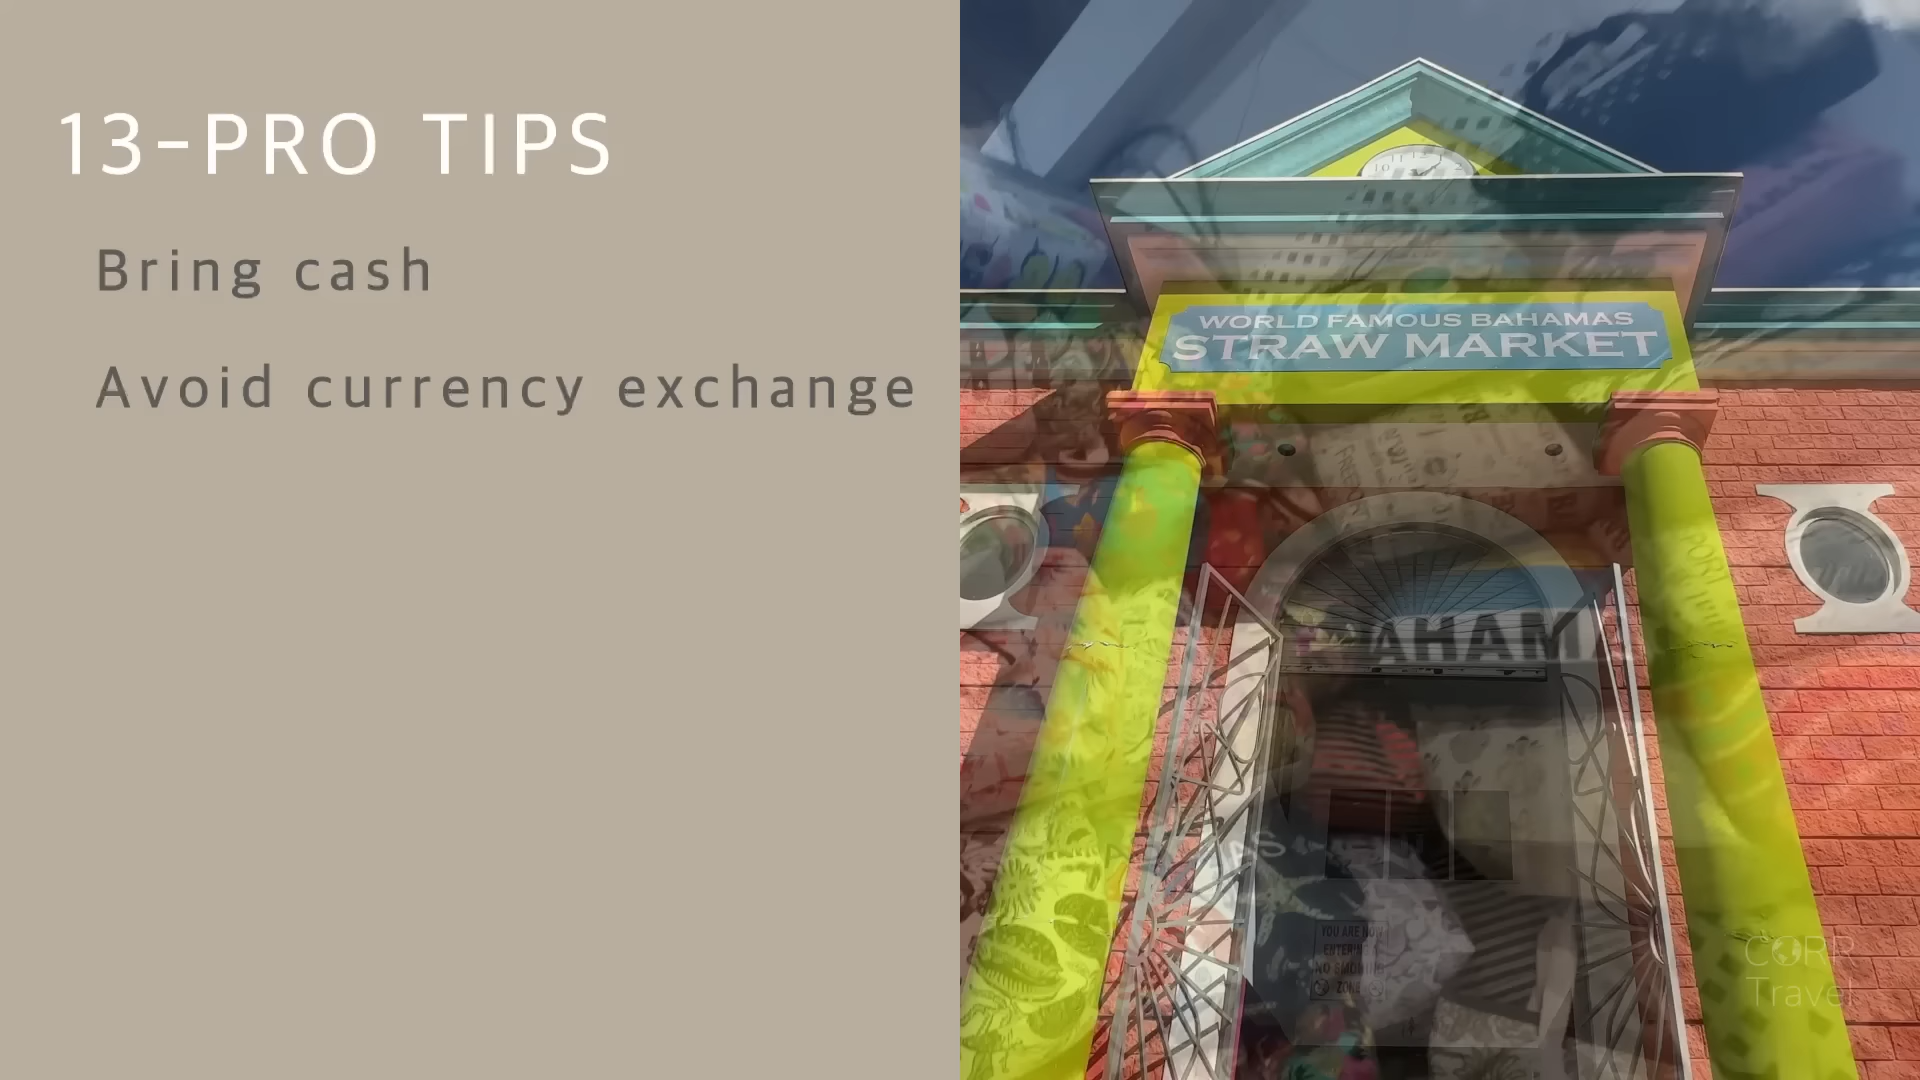 13-PRO TIPS
Bring cash
Avoid currency exchange
WORLD FAMOUS BAHAMAS
STRAW MARKET
AHAM
YOU ARE NOW
ENTERING A
NO SMOKING
ZONE
CORR
Travel